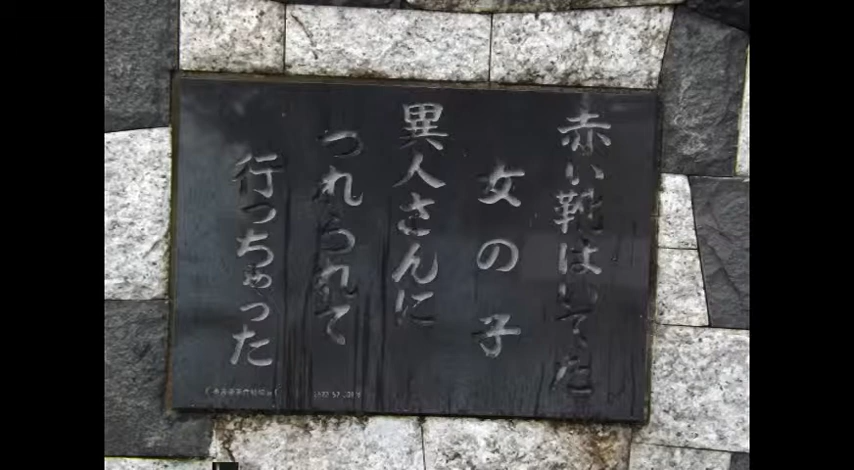 赤い靴はいてた
女の子
異人さんに
つれられて
行っちゃった